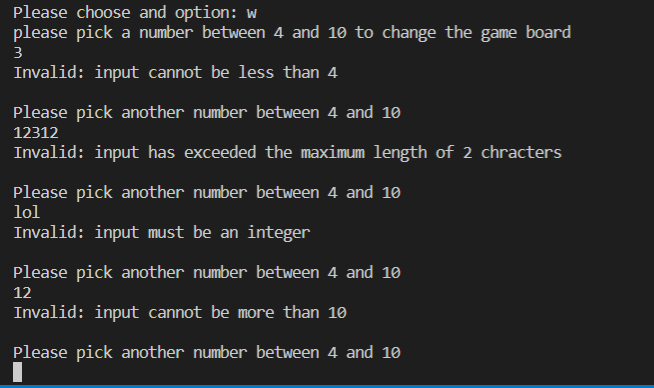 Please choose and option: w
please pick a number between 4 and 10 to change the game board
3
Invalid: input cannot be less than 4
Please pick another number between 4 and 10
12312
Invalid: input has exceeded the maximum length of 2 chracters
Please pick another number between 4 and 10
lol
Invalid: input must be an integer
Please pick another number between 4 and 10
12
Invalid: input cannot be more than 10
Please pick another number between 4 and 10